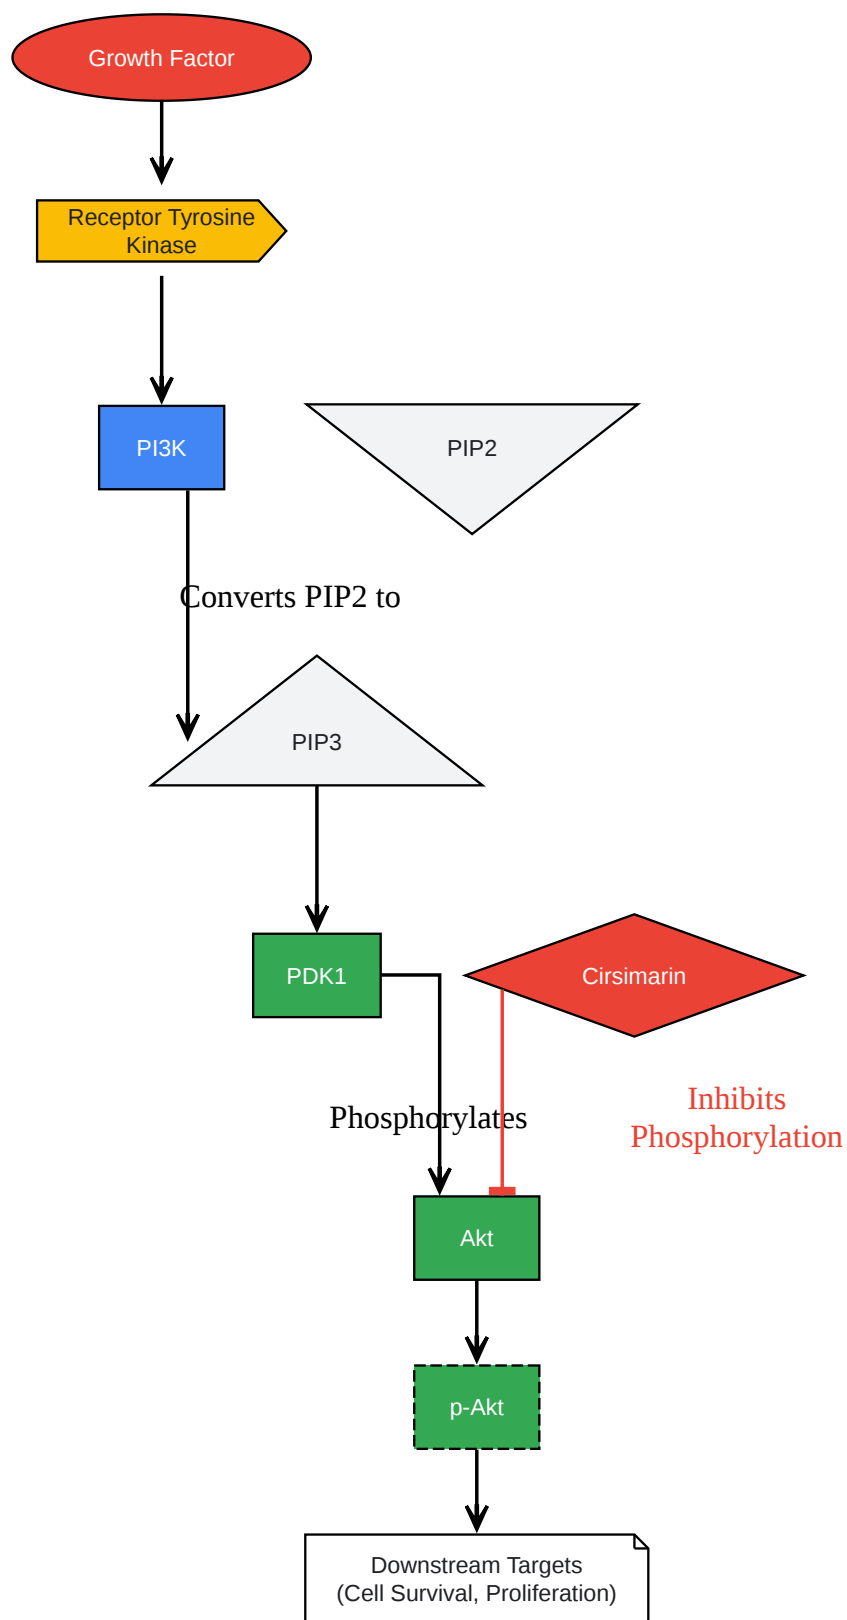 Growth Factor
Receptor Tyrosine
Kinase
PI3K
PIP2
Converts PIP2 to
PIP3
PDK1
Cirsimarin
Phosphorylates
Inhibits
Phosphorylation
Akt
p-Akt
Downstream Targets
(Cell Survival, Proliferation)